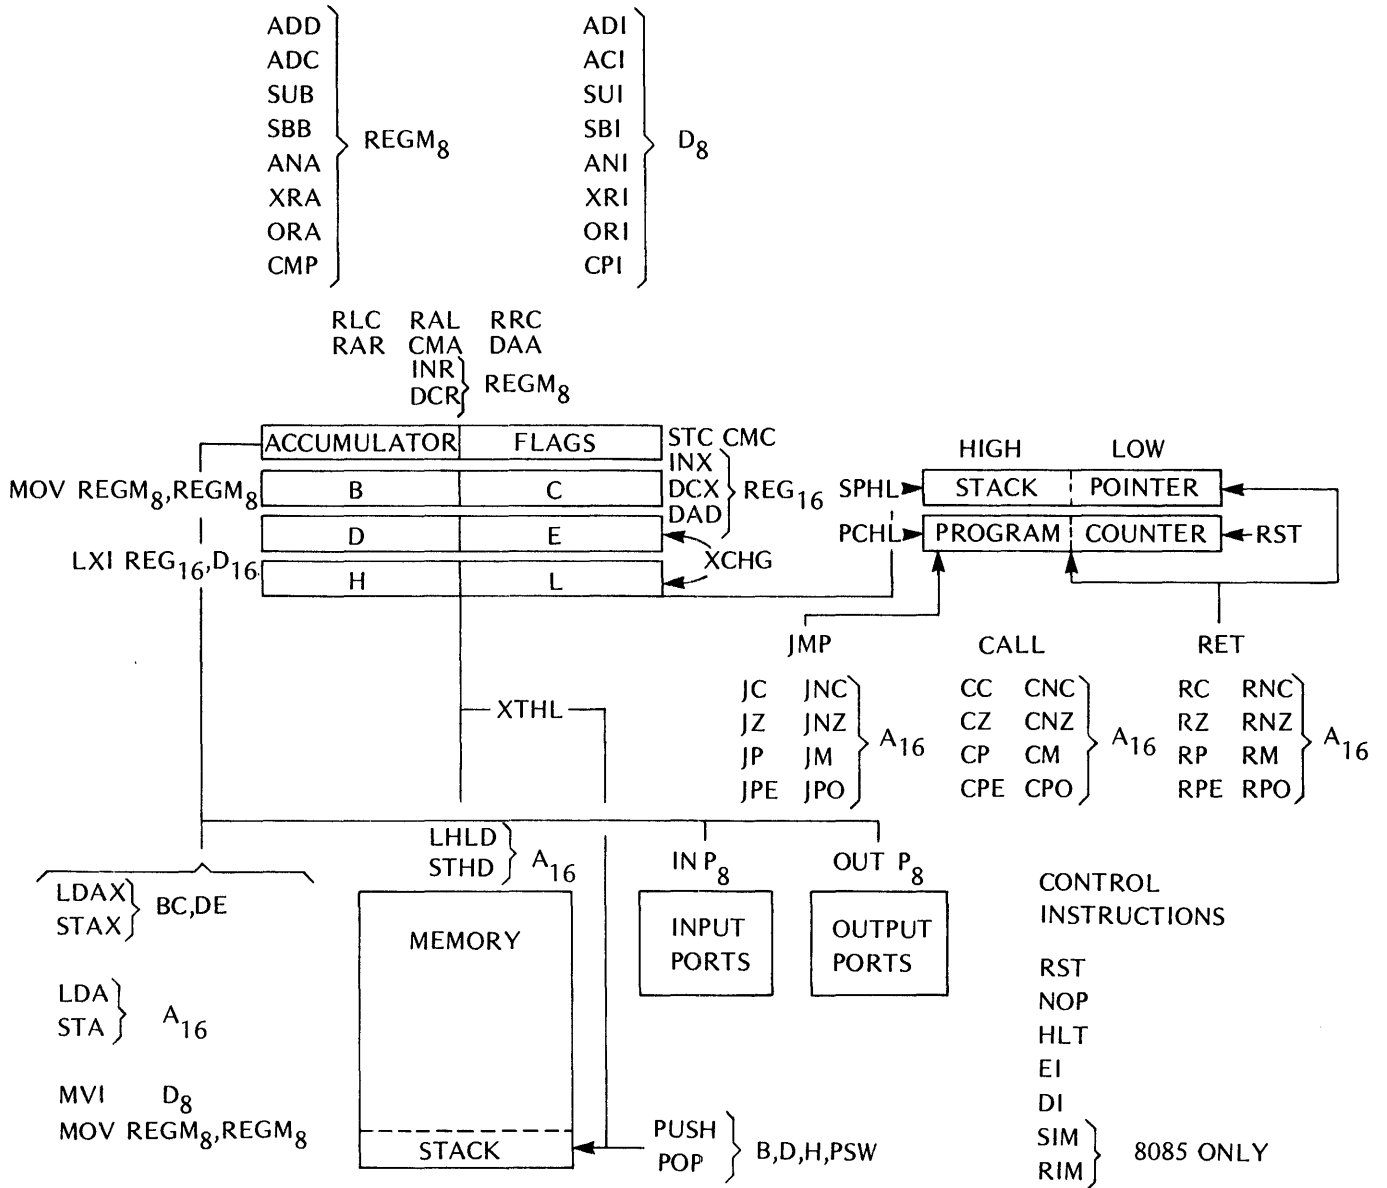 ADD
ADC
SUB
SBB
ANA
XRA
ORA
CMP
REGM8
ADI
ACI
SUI
SBI
ANI
XRI
ORI
CPI
D8
RLC RAL RRC
RAR CMA DAA
INR
DCR
REGM8
ACCUMULATOR FLAGS
STC CMC
MOV REGM8,REGM8
B C
INX
DCX
DAD
REG16
D E
LXI REG16,D16
H L
XCHG
HIGH LOW
SPHL STACK POINTER
PCHL PROGRAM COUNTER RST
JMP
JC JNC
JZ JNZ
JP JM
JPE JPO
A16
CALL
CC CNC
CZ CNZ
CP CM
CPE CPO
A16
RET
RC RNC
RZ RNZ
RP RM
RPE RPO
A16
XTHL
LHLD
STHD
A16
IN P8
OUT P8
LDAX
STAX
BC,DE
LDA
STA
A16
MVI D8
MOV REGM8,REGM8
MEMORY
STACK
INPUT
PORTS
OUTPUT
PORTS
PUSH
POP
B,D,H,PSW
CONTROL
INSTRUCTIONS
RST
NOP
HLT
EI
DI
SIM
RIM
8085 ONLY